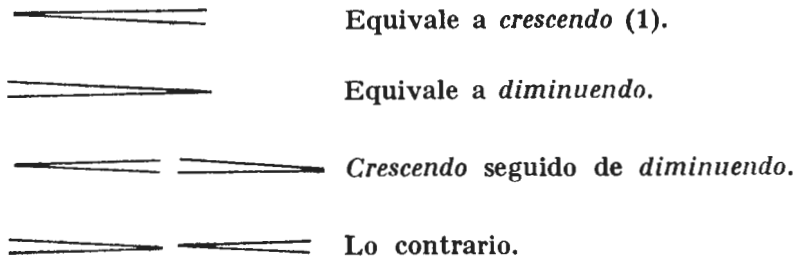 Equivale a crescendo (1).
Equivale a diminuendo.
Crescendo seguido de diminuendo.
Lo contrario.